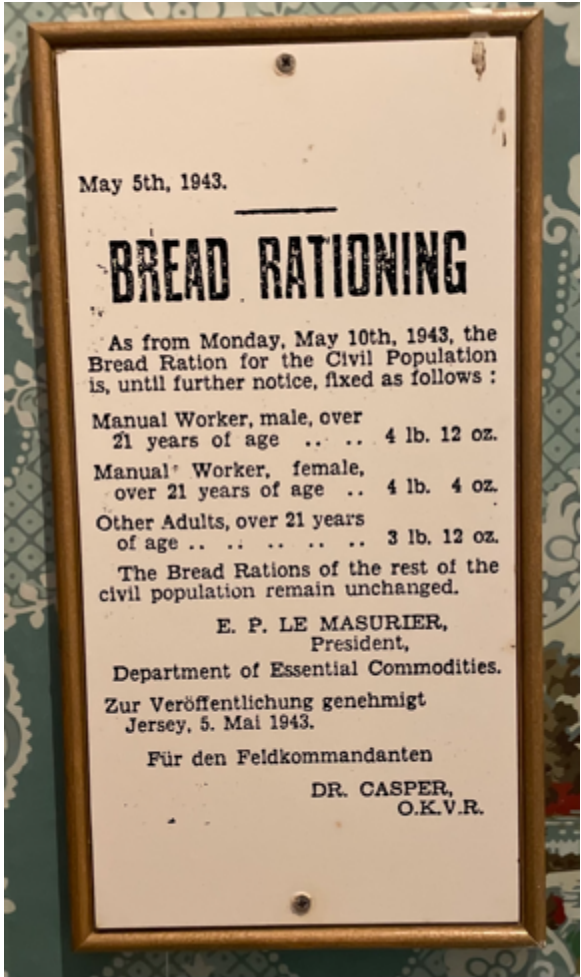 May 5th, 1943.
BREAD RATIONING
As from Monday, May 10th, 1943, the
Bread Ration for the Civil Population
is, until further notice, fixed as follows :
Manual Worker, male, over
21 years of age .. .. 4 lb. 12 oz.
Manual Worker, female,
over 21 years of age .. 4 lb. 4 oz.
Other Adults, over 21 years
of age .. .. .. .. .. 3 lb. 12 oz.
The Bread Rations of the rest of the
civil population remain unchanged.
E. P. LE MASURIER,
President,
Department of Essential Commodities.
Zur Veröffentlichung genehmigt
Jersey, 5. Mai 1943.
Für den Feldkommandanten
DR. CASPER,
O.K.V.R.